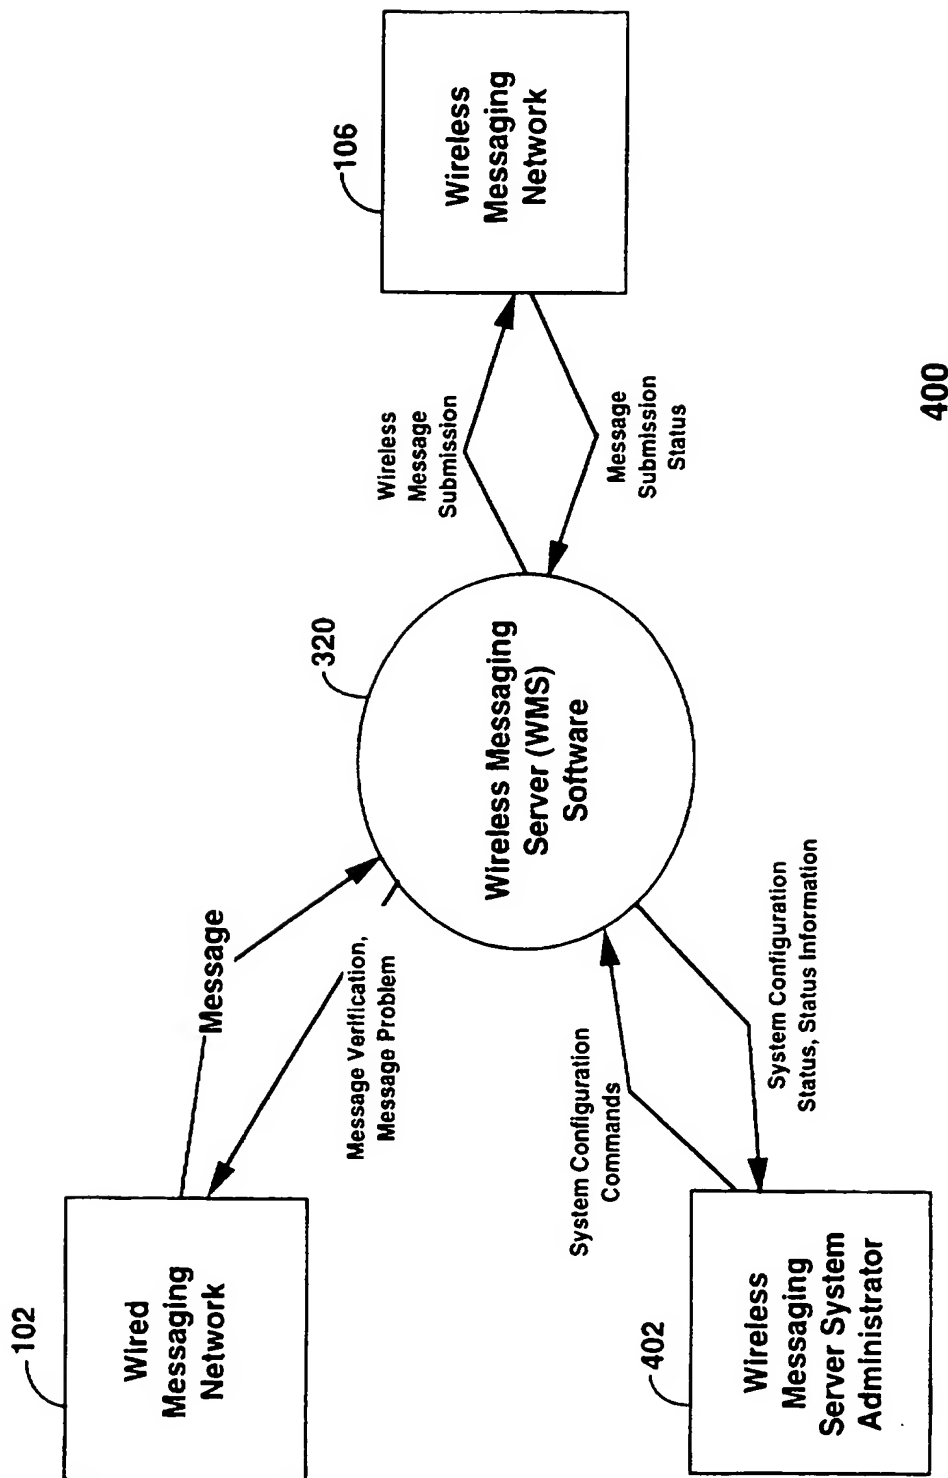 102
Wired
Messaging
Network
Message
Message Verification,
Message Problem
320
Wireless Messaging
Server (WMS)
Software
Wireless
Message
Submission
Message
Submission
Status
106
Wireless
Messaging
Network
402
Wireless
Messaging
Server System
Administrator
System Configuration
Commands
System Configuration
Status, Status Information
400